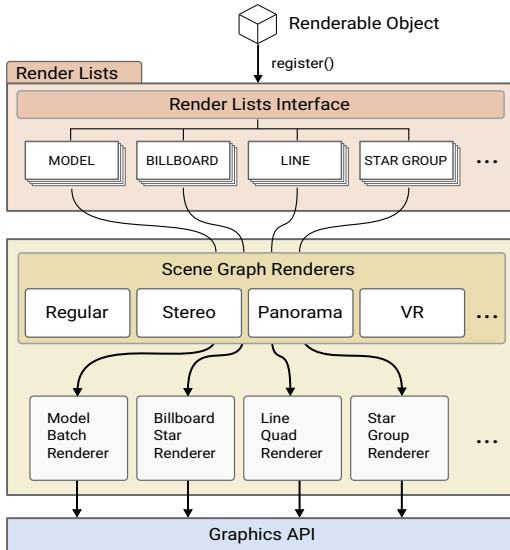 Renderable Object
register()
Render Lists
Render Lists Interface
MODEL
BILLBOARD
LINE
STAR GROUP
...
Scene Graph Renderers
Regular
Stereo
Panorama
VR
...
Model
Batch
Renderer
Billboard
Star
Renderer
Line
Quad
Renderer
Star
Group
Renderer
...
Graphics API